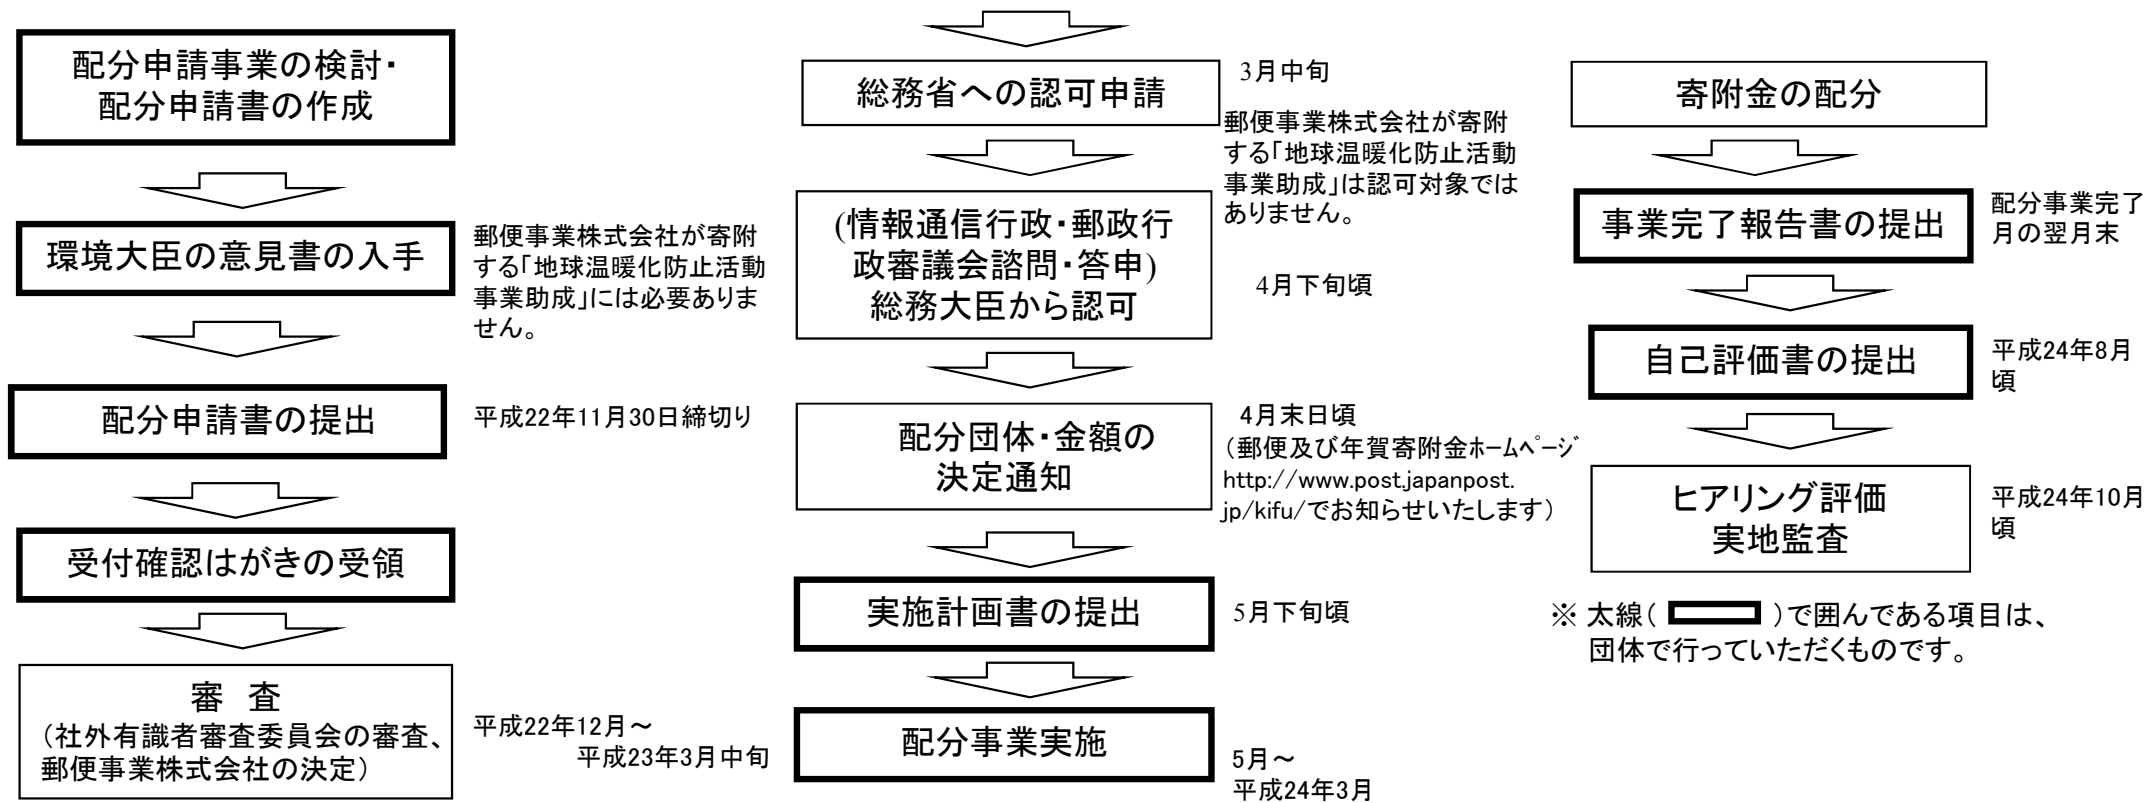 配分申請事業の検討・
配分申請書の作成
環境大臣の意見書の入手
郵便事業株式会社が寄附
する「地球温暖化防止活動
事業助成」には必要ありま
せん。
配分申請書の提出
平成22年11月30日締切り
受付確認はがきの受領
審　査
（社外有識者審査委員会の審査、
郵便事業株式会社の決定）
平成22年12月～
平成23年3月中旬
総務省への認可申請
3月中旬
郵便事業株式会社が寄附
する「地球温暖化防止活動
事業助成」は認可対象では
ありません。
(情報通信行政・郵政行
政審議会諮問・答申)
総務大臣から認可
4月下旬頃
配分団体・金額の
決定通知
4月末日頃
（郵便及び年賀寄附金ﾎｰﾑﾍﾟｰｼﾞ
http://www.post.japanpost.
jp/kifu/でお知らせいたします）
実施計画書の提出
5月下旬頃
配分事業実施
5月～
平成24年3月
寄附金の配分
事業完了報告書の提出
配分事業完了
月の翌月末
自己評価書の提出
平成24年8月
頃
ヒアリング評価
実地監査
平成24年10月
頃
※ 太線（　　　）で囲んである項目は、
団体で行っていただくものです。